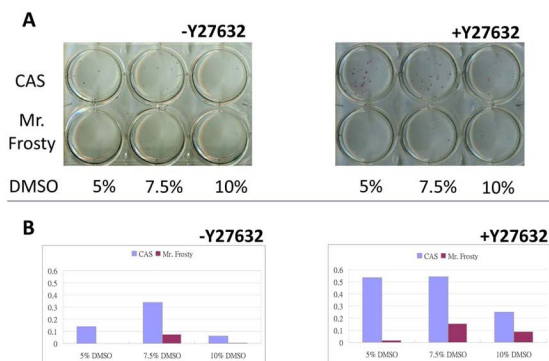 A
-Y27632
+Y27632
CAS
Mr.
Frosty
DMSO 5% 7.5% 10% 5% 7.5% 10%
B
-Y27632
+Y27632
CAS Mr. Frosty
0.6
0.5
0.4
0.3
0.2
0.1
0
5% DMSO 7.5% DMSO 10% DMSO
CAS Mr. Frosty
0.6
0.5
0.4
0.3
0.2
0.1
0
5% DMSO 7.5% DMSO 10% DMSO